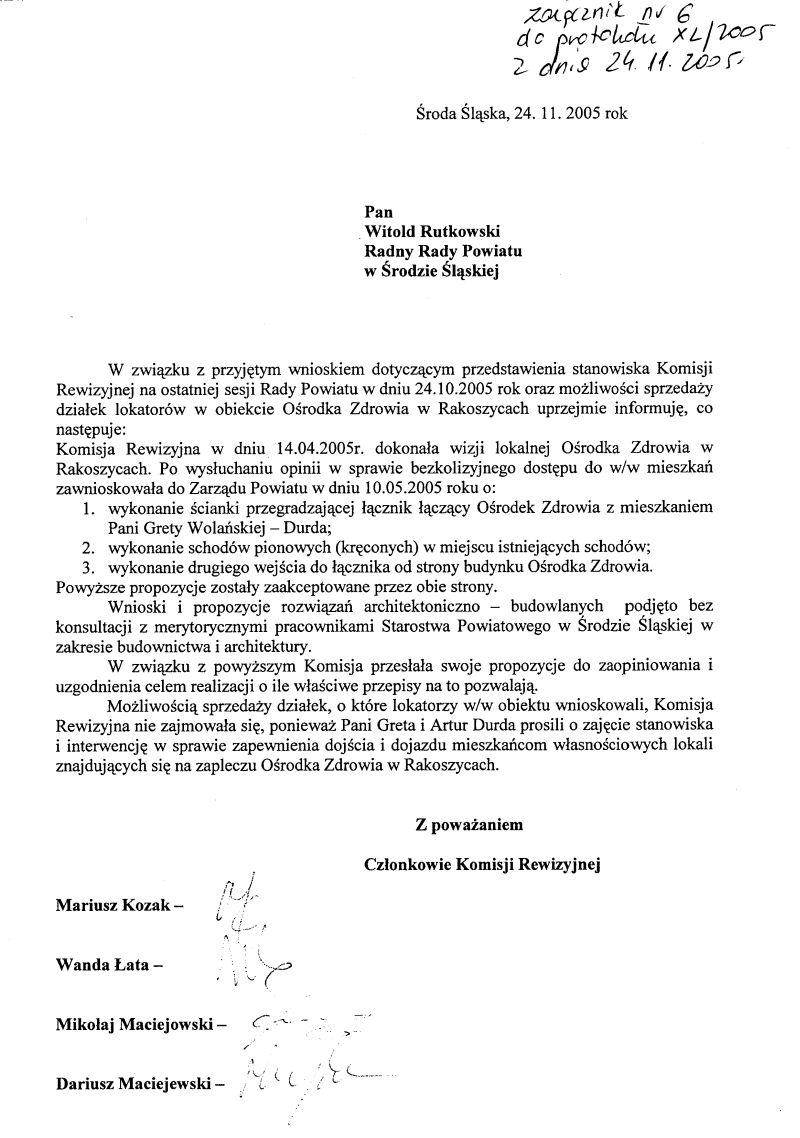 załącznik nr 6
do protokołu XL/2005
z dnia 24.11.2005r.
Środa Śląska, 24. 11. 2005 rok
Pan
Witold Rutkowski
Radny Rady Powiatu
w Środzie Śląskiej
W związku z przyjętym wnioskiem dotyczącym przedstawienia stanowiska Komisji
Rewizyjnej na ostatniej sesji Rady Powiatu w dniu 24.10.2005 rok oraz możliwości sprzedaży
działek lokatorów w obiekcie Ośrodka Zdrowia w Rakoszycach uprzejmie informuję, co
następuje:
Komisja Rewizyjna w dniu 14.04.2005r. dokonała wizji lokalnej Ośrodka Zdrowia w
Rakoszycach. Po wysłuchaniu opinii w sprawie bezkolizyjnego dostępu do w/w mieszkań
zawnioskowała do Zarządu Powiatu w dniu 10.05.2005 roku o:
1. wykonanie ścianki przegradzającej łącznik łączący Ośrodek Zdrowia z mieszkaniem
Pani Grety Wolańskiej – Durda;
2. wykonanie schodów pionowych (kręconych) w miejscu istniejących schodów;
3. wykonanie drugiego wejścia do łącznika od strony budynku Ośrodka Zdrowia.
Powyższe propozycje zostały zaakceptowane przez obie strony.
Wnioski i propozycje rozwiązań architektoniczno – budowlanych podjęto bez
konsultacji z merytorycznymi pracownikami Starostwa Powiatowego w Środzie Śląskiej w
zakresie budownictwa i architektury.
W związku z powyższym Komisja przesłała swoje propozycje do zaopiniowania i
uzgodnienia celem realizacji o ile właściwe przepisy na to pozwalają.
Możliwością sprzedaży działek, o które lokatorzy w/w obiektu wnioskowali, Komisja
Rewizyjna nie zajmowała się, ponieważ Pani Greta i Artur Durda prosili o zajęcie stanowiska
i interwencję w sprawie zapewnienia dojścia i dojazdu mieszkańcom własnościowych lokali
znajdujących się na zapleczu Ośrodka Zdrowia w Rakoszycach.
Z poważaniem
Członkowie Komisji Rewizyjnej
Mariusz Kozak –
Wanda Łata –
Mikołaj Maciejowski –
Dariusz Maciejewski –